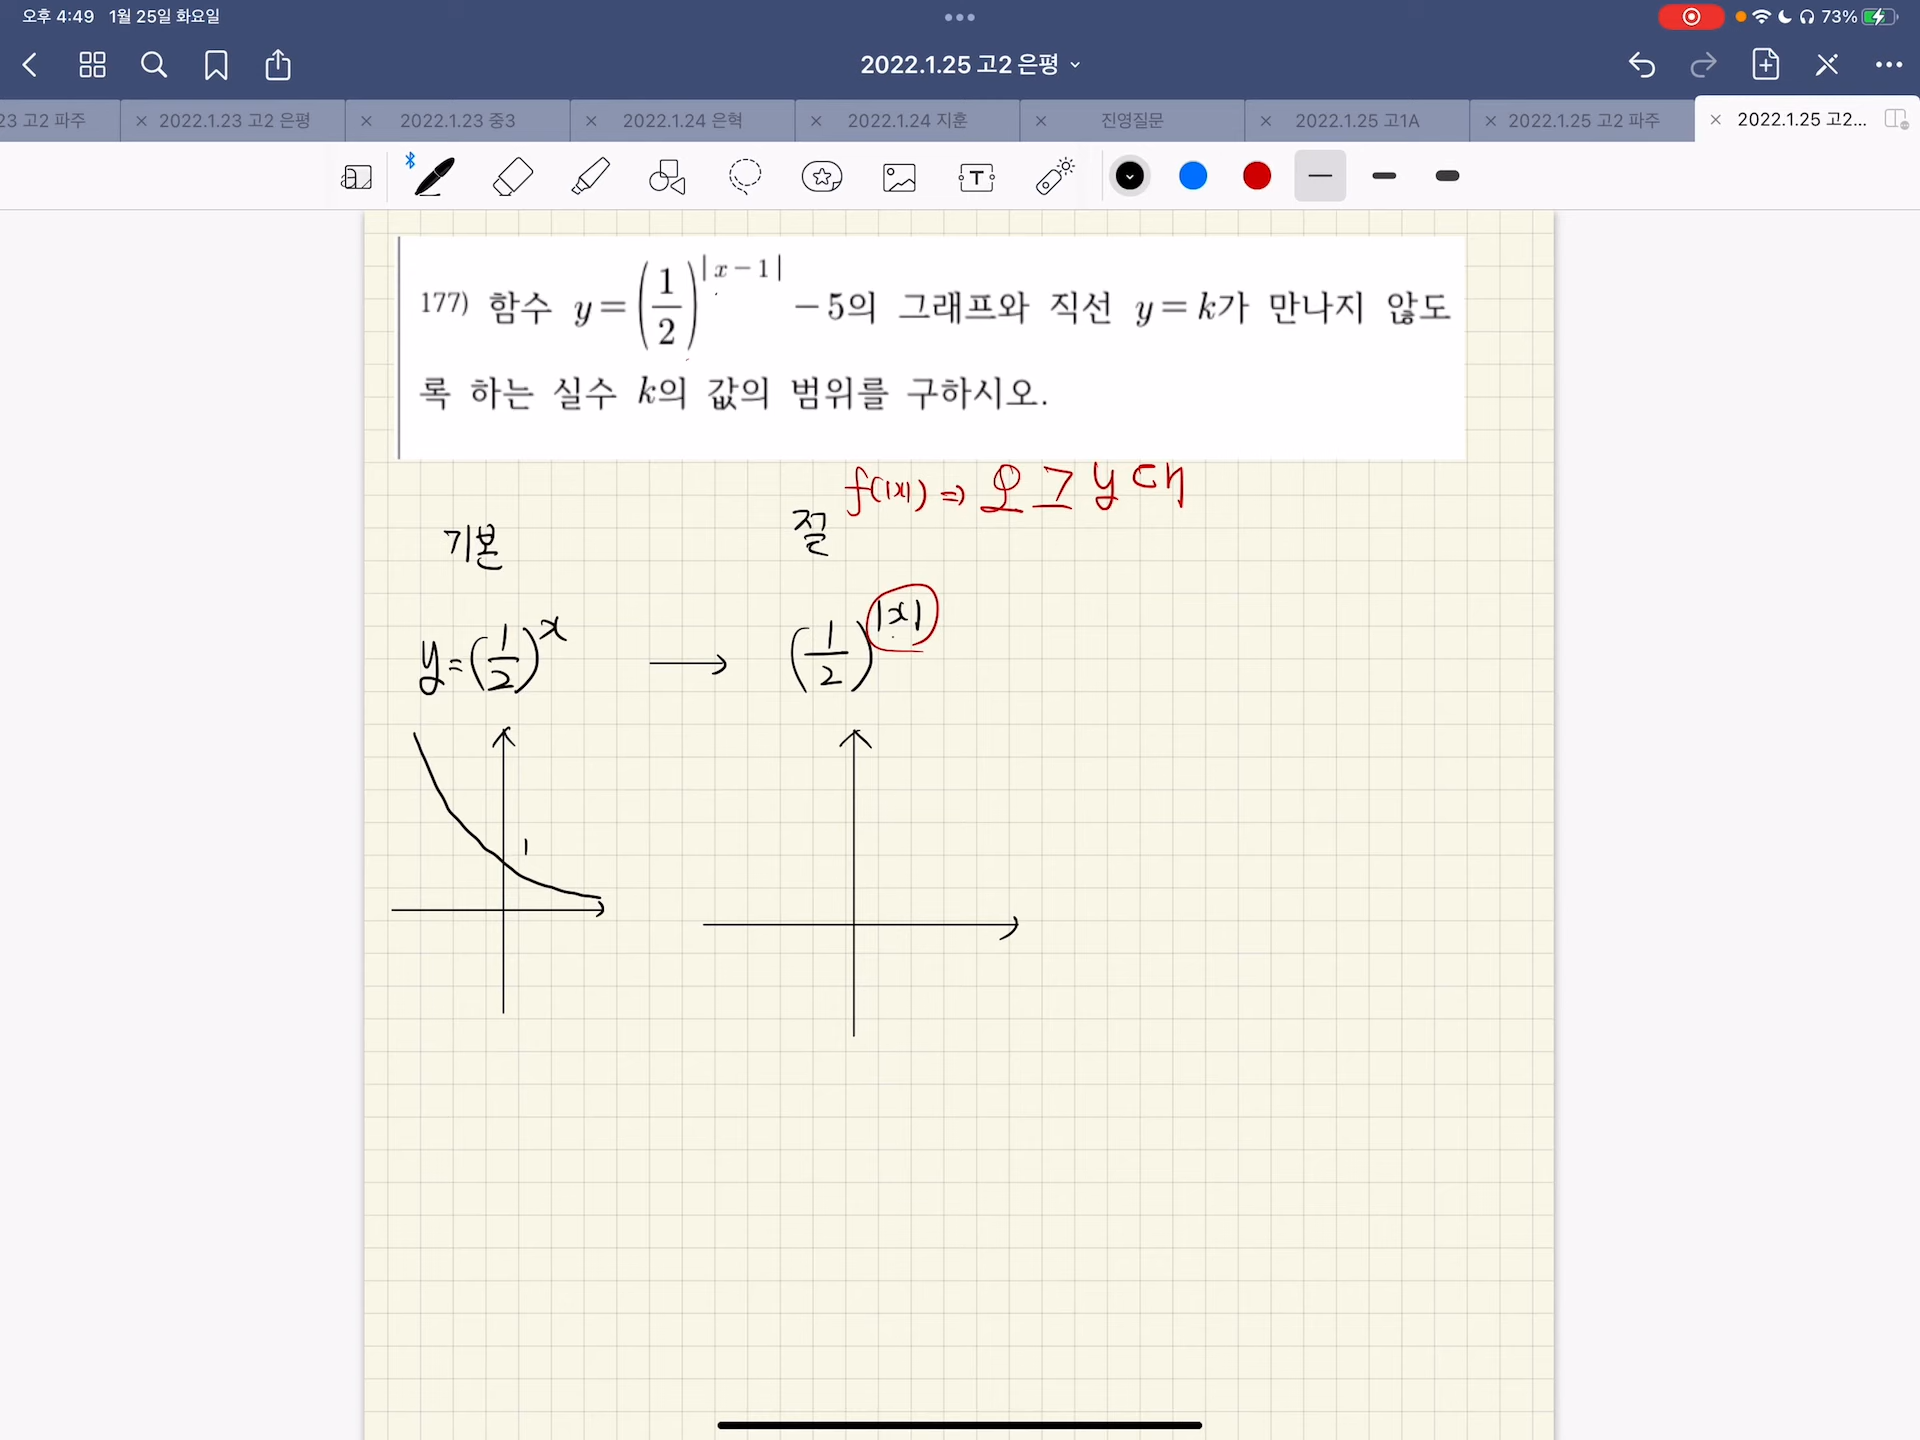 오후 4:49 1월 25일 화요일
73%
2022.1.25 고2 은평
23 고2 파주
2022.1.23 고2 은평
2022.1.23 중3
2022.1.24 은혁
2022.1.24 지훈
진영질문
2022.1.25 고1A
2022.1.25 고2 파주
2022.1.25 고2...
177) 함수 y=(1/2)^|x-1| -5의 그래프와 직선 y=k가 만나지 않도
록 하는 실수 k의 값의 범위를 구하시오.
f(|x|) ⇒ 오그y대
기본
절
y=(1/2)^x → (1/2)^|x|
1